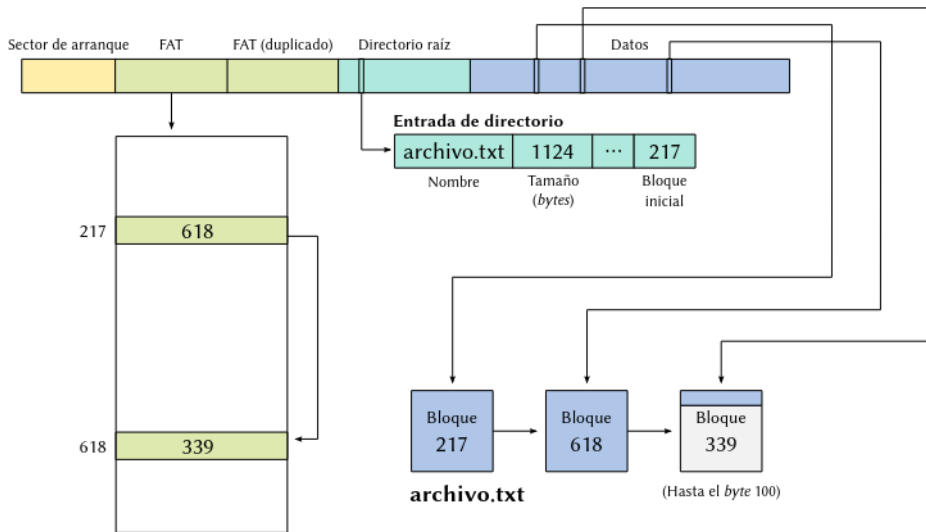 Sector de arranque
FAT
FAT (duplicado)
Directorio raíz
Datos
Entrada de directorio
archivo.txt
1124
...
217
Nombre
Tamaño
(bytes)
Bloque
inicial
217
618
618
339
Bloque
217
Bloque
618
Bloque
339
archivo.txt
(Hasta el byte 100)